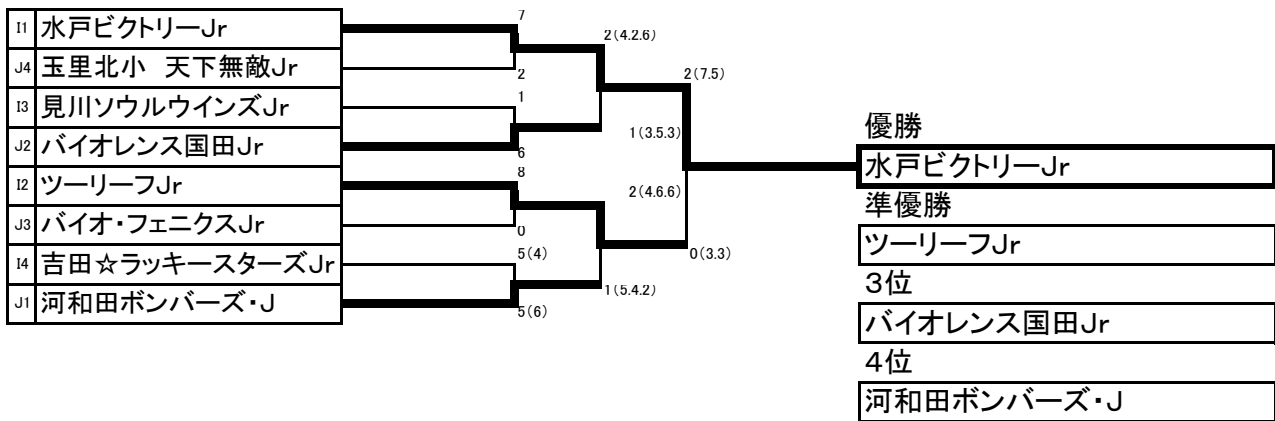 I1 水戸ビクトリーJr
J4 玉里北小 天下無敵Jr
I3 見川ソウルウインズJr
J2 バイオレンス国田Jr
I2 ツーリーフJr
J3 バイオ・フェニクスJr
I4 吉田☆ラッキースターズJr
J1 河和田ボンバーズ・J
7
2
1
6
8
0
5(4)
5(6)
2(4.2.6)
1(3.5.3)
2(4.6.6)
1(5.4.2)
2(7.5)
0(3.3)
優勝
水戸ビクトリーJr
準優勝
ツーリーフJr
3位
バイオレンス国田Jr
4位
河和田ボンバーズ・J